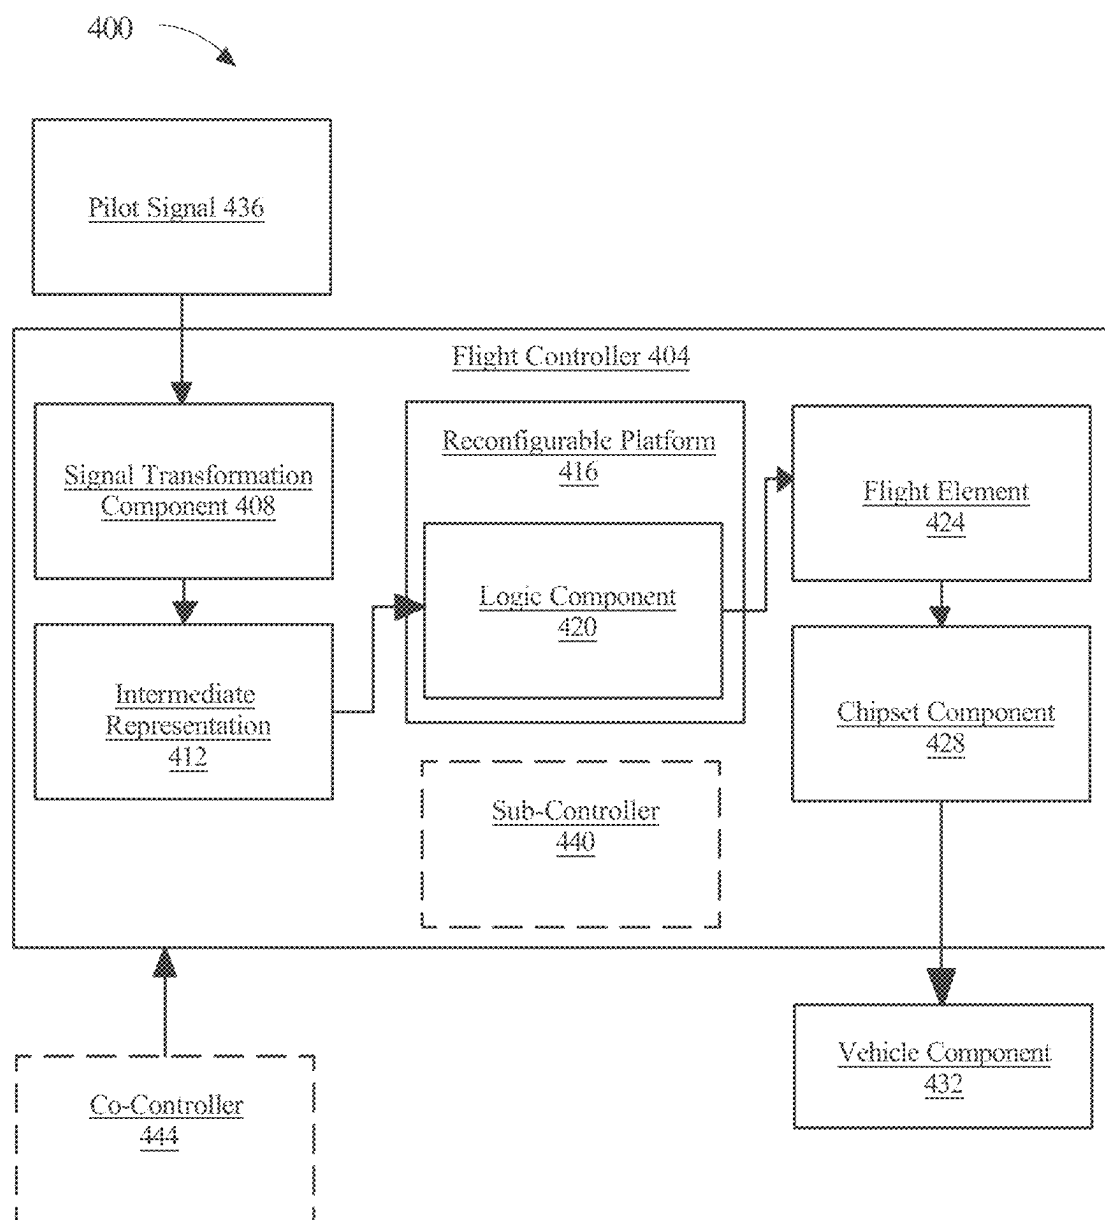 400
Pilot Signal 436
Flight Controller 404
Signal Transformation
Component 408
Reconfigurable Platform
416
Flight Element
424
Logic Component
420
Intermediate
Representation
412
Chipset Component
428
Sub-Controller
440
Vehicle Component
432
Co-Controller
444